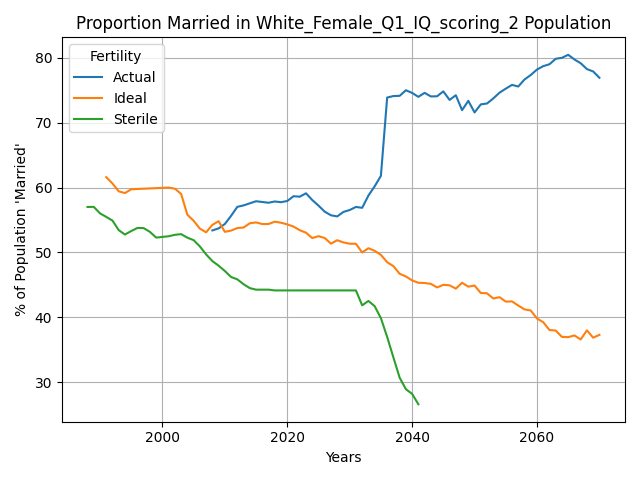 Proportion Married in White_Female_Q1_IQ_scoring_2 Population
% of Population 'Married'
80
70
60
50
40
30
Fertility
Actual
Ideal
Sterile
2000
2020
2040
2060
Years